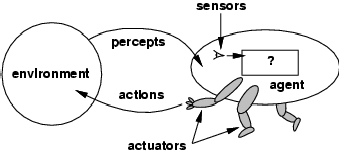 sensors
percepts
?
environment
agent
actions
actuators